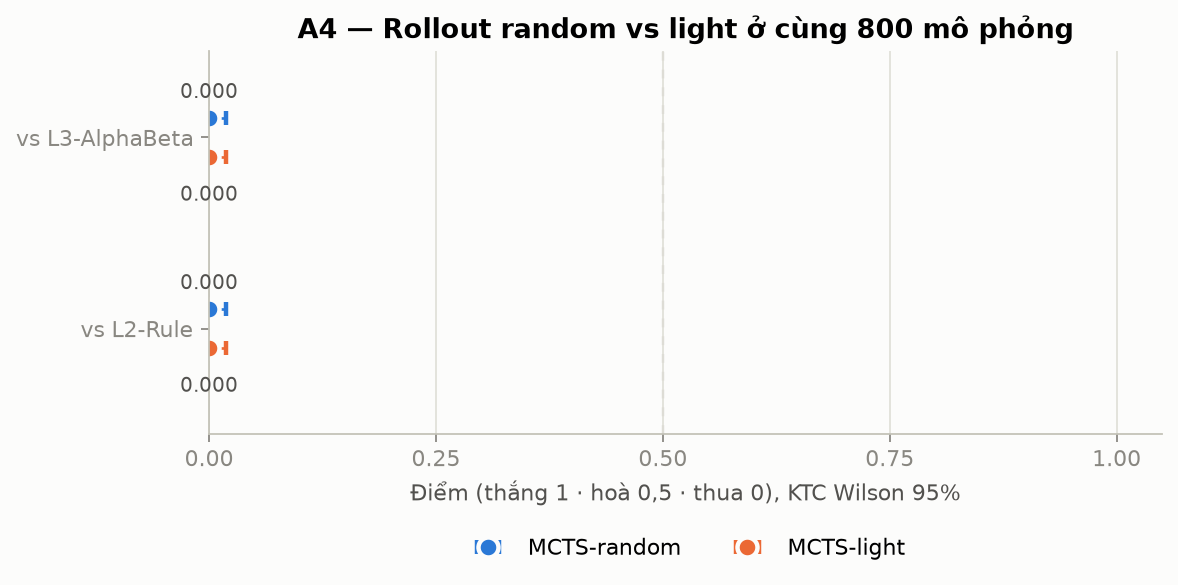 A4 — Rollout random vs light ở cùng 800 mô phỏng
0.000
vs L3-AlphaBeta
0.000
0.000
vs L2-Rule
0.000
0.00 0.25 0.50 0.75 1.00
Điểm (thắng 1 · hoà 0,5 · thua 0), KTC Wilson 95%
MCTS-random MCTS-light